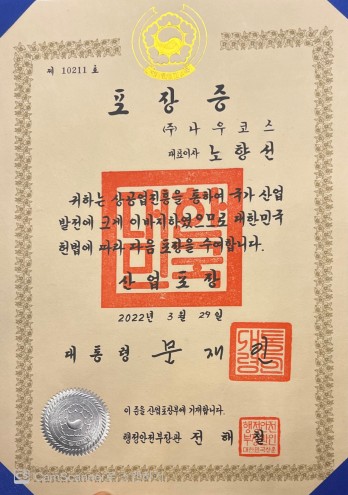 제 10211 호
포 장 증
(주) 나 우 코 스
대표이사 노 향 선
귀하는 상공업진흥을 통하여 국가 산업
발전에 크게 이바지하였으므로 대한민국
헌법에 따라 다음 포장을 수여합니다.
산 업 포 장
2022년 3월 29일
대 통 령 문 재 인
이 증을 산업포장부에 기재합니다.
행정안전부장관 전 해 철
CamScanner